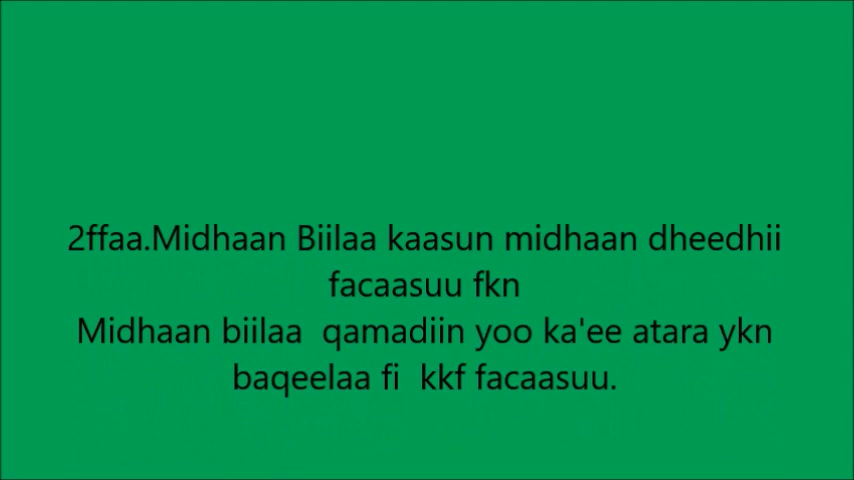 2ffaa.Midhaan Biilaa kaasun midhaan dheedhii
facaasuu fkn
Midhaan biilaa  qamadiin yoo ka'ee atara ykn
baqeelaa fi  kkf facaasuu.